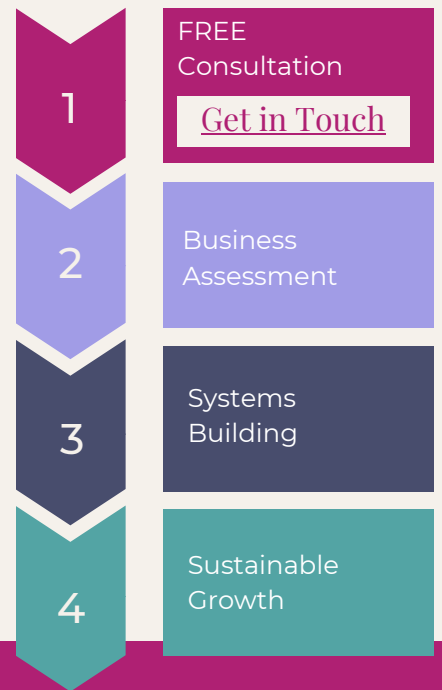 1
FREE
Consultation
Get in Touch
2
Business
Assessment
3
Systems
Building
4
Sustainable
Growth